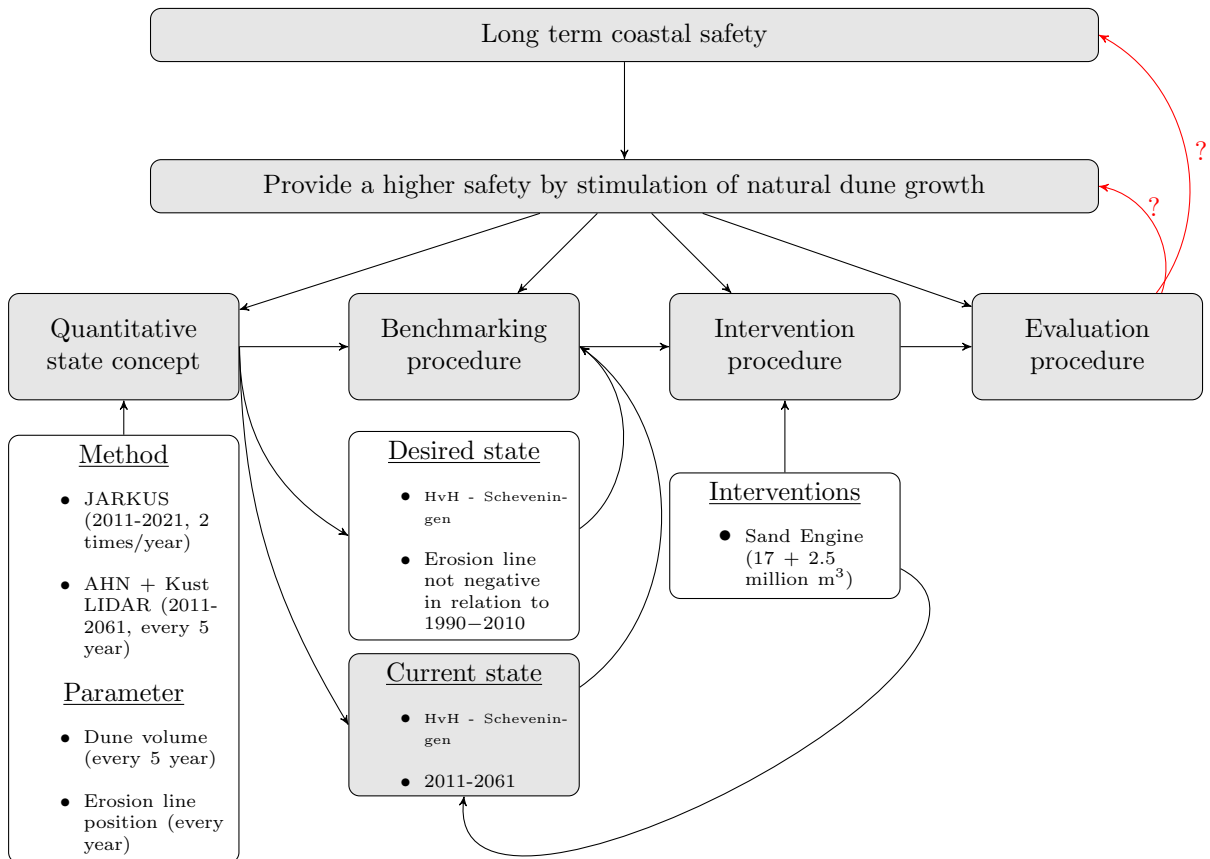 Long term coastal safety
?
Provide a higher safety by stimulation of natural dune growth
?
Quantitative
state concept
Benchmarking
procedure
Intervention
procedure
Evaluation
procedure
Method
• JARKUS
(2011-2021, 2
times/year)
• AHN + Kust
LIDAR (2011-
2061, every 5
year)
Parameter
• Dune volume
(every 5 year)
• Erosion line
position (every
year)
Desired state
• HvH - Schevenin-
gen
• Erosion line
not negative
in relation to
1990−2010
Current state
• HvH - Schevenin-
gen
• 2011-2061
Interventions
• Sand Engine
(17 + 2.5
million m³)